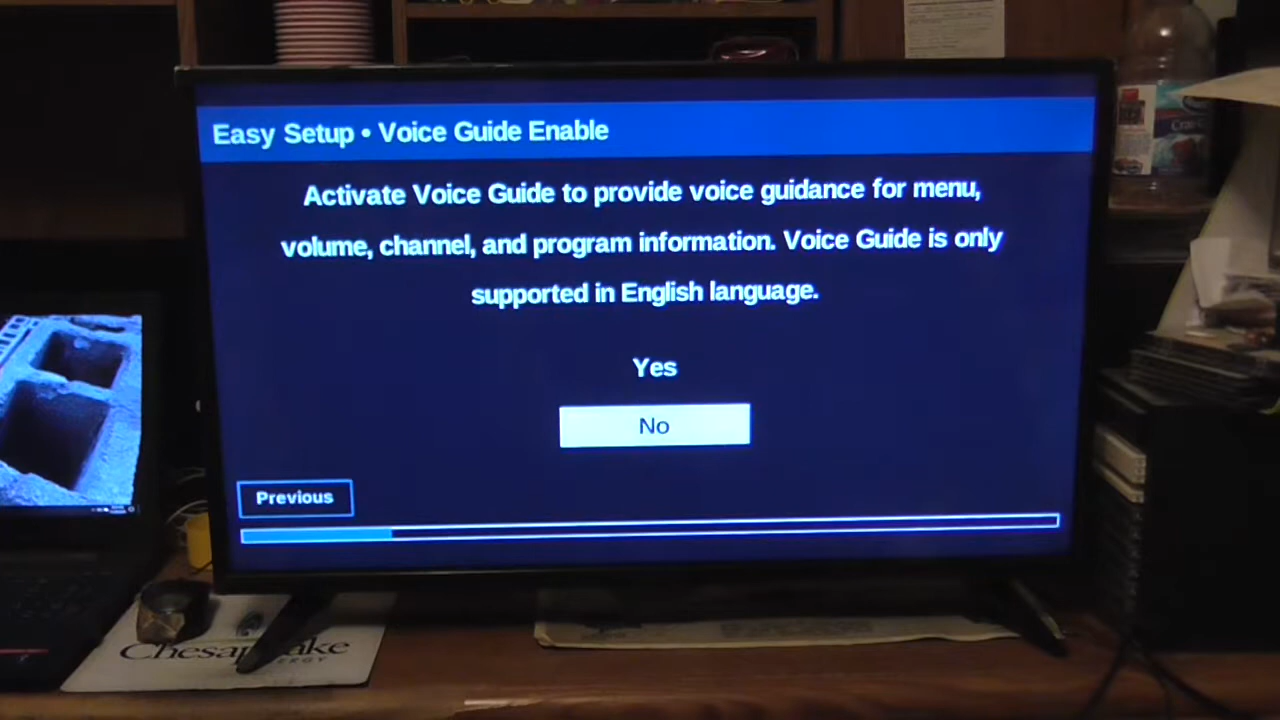 Easy Setup • Voice Guide Enable
Activate Voice Guide to provide voice guidance for menu,
volume, channel, and program information. Voice Guide is only
supported in English language.
Yes
No
Previous